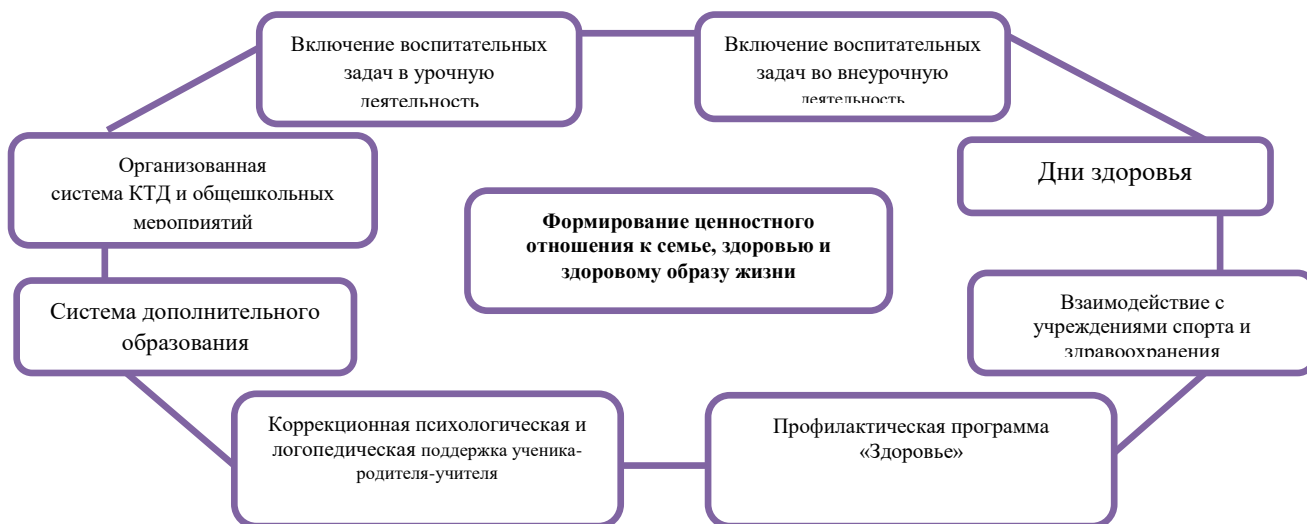 Включение воспитательных
задач в урочную
деятельность
Включение воспитательных
задач во внеурочную
деятельность
Организованная
система КТД и общешкольных
мероприятий
Дни здоровья
Формирование ценностного
отношения к семье, здоровью и
здоровому образу жизни
Система дополнительного
образования
Взаимодействие с
учреждениями спорта и
здравоохранения
Коррекционная психологическая и
логопедическая поддержка ученика-
родителя-учителя
Профилактическая программа
«Здоровье»